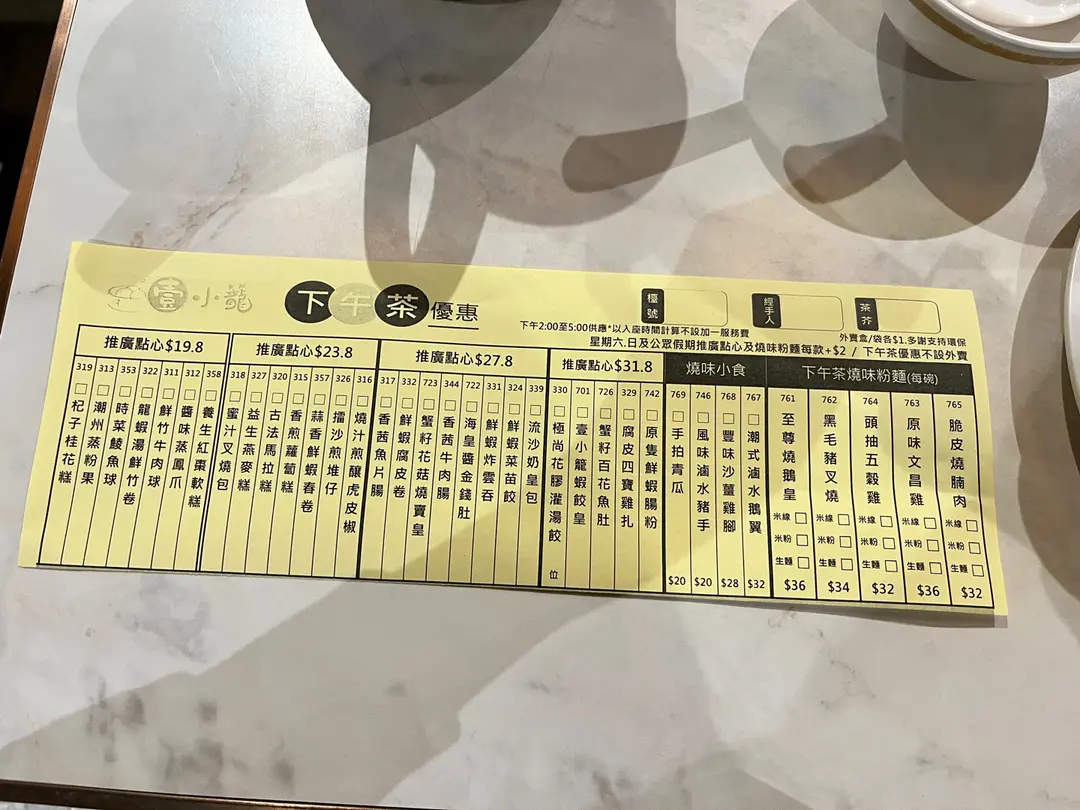 壹小籠
下午茶優惠
檯號
經手人
茶芥
下午2:00至5:00供應*以入座時間計算不設加一服務費
外賣盒/袋各$1,多謝支持環保
星期六.日及公眾假期推廣點心及燒味粉麵每款+$2 / 下午茶優惠不設外賣
推廣點心$19.8
319 杞子桂花糕
313 潮州蒸粉果
353 時菜鯪魚球
322 龍蝦湯鮮竹卷
311 鮮竹牛肉球
312 醬味蒸鳳爪
358 養生紅棗軟糕
推廣點心$23.8
318 蜜汁叉燒包
327 益生燕麥糕
320 古法馬拉糕
315 香煎蘿蔔糕
357 蒜香鮮蝦春卷
326 擂沙煎堆仔
316 燒汁煎釀虎皮椒
推廣點心$27.8
317 香茜魚片腸
332 鮮蝦腐皮卷
723 蟹籽花菇燒賣皇
344 香茜牛肉腸
722 海皇醬金錢肚
331 鮮蝦炸雲吞
324 鮮蝦菜苗餃
339 流沙奶皇包
推廣點心$31.8
330 極尚花膠灌湯餃 位
701 壹小龍蝦餃皇
726 蟹籽百花魚肚
329 腐皮四寶雞扎
742 原隻鮮蝦腸粉
燒味小食
769 手拍青瓜 $20
746 風味滷水豬手 $20
768 豐味沙薑雞腳 $28
767 潮式滷水鵝翼 $32
下午茶燒味粉麵(每碗)
761 至尊燒鵝皇 米線 米粉 生麵 $36
762 黑毛豬叉燒 米線 米粉 生麵 $34
764 頭抽五穀雞 米線 米粉 生麵 $32
763 原味文昌雞 米線 米粉 生麵 $36
765 脆皮燒腩肉 米線 米粉 生麵 $32